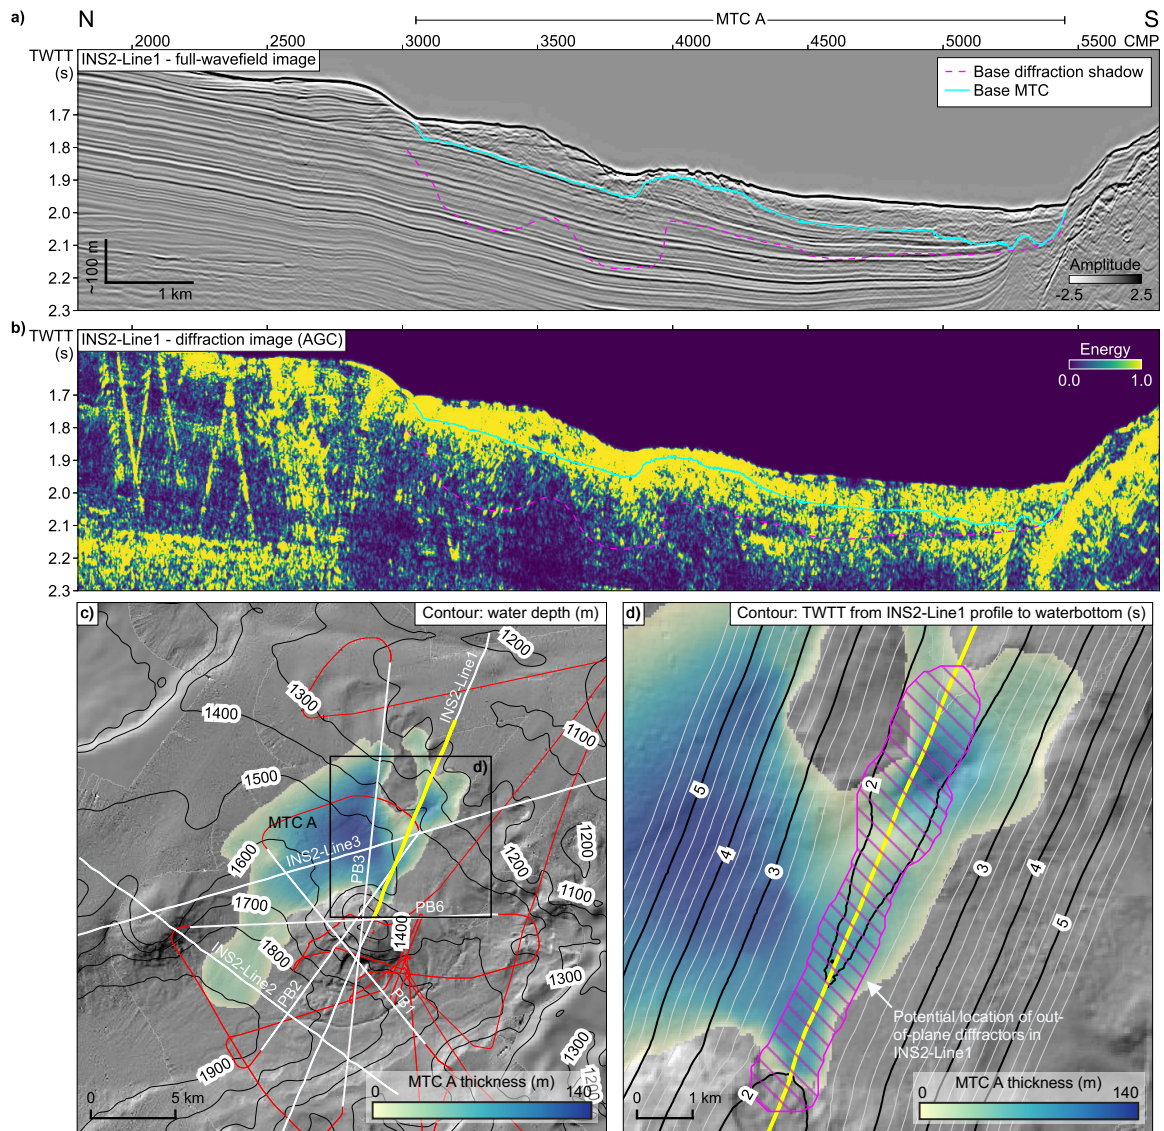 a)
N
MTC A
S
2000
2500
3000
3500
4000
4500
5000
5500
CMP
TWTT
(s)
INS2-Line1 - full-wavefield image
Base diffraction shadow
Base MTC
1.7
1.8
1.9
2.0
2.1
2.2
2.3
~100 m
1 km
Amplitude
-2.5
2.5
b)
TWTT
(s)
INS2-Line1 - diffraction image (AGC)
Energy
0.0
1.0
1.7
1.8
1.9
2.0
2.1
2.2
2.3
c)
Contour: water depth (m)
1200
INS2-Line1
1300
1400
1100
1500
d)
MTC A
INS2-Line3
PB3
1600
1200
1200
1700
PB6
1100
1400
1800
INS2-Line2
PB2
PB1
1300
1300
1900
1200
MTC A thickness (m)
0
140
0
5 km
d)
Contour: TWTT from INS2-Line1 profile to waterbottom (s)
5
4
3
2
3
4
5
2
Potential location of out-
of-plane diffractors in
INS2-Line1
MTC A thickness (m)
0
140
0
1 km